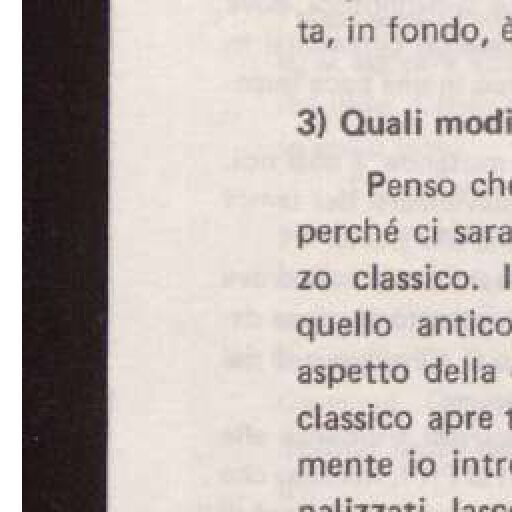 ta, in fondo, è
3) Quali modi
Penso che
perché ci sara
zo classico. I
quello antico
aspetto della
classico apre t
mente io intro
nalizzati lasc